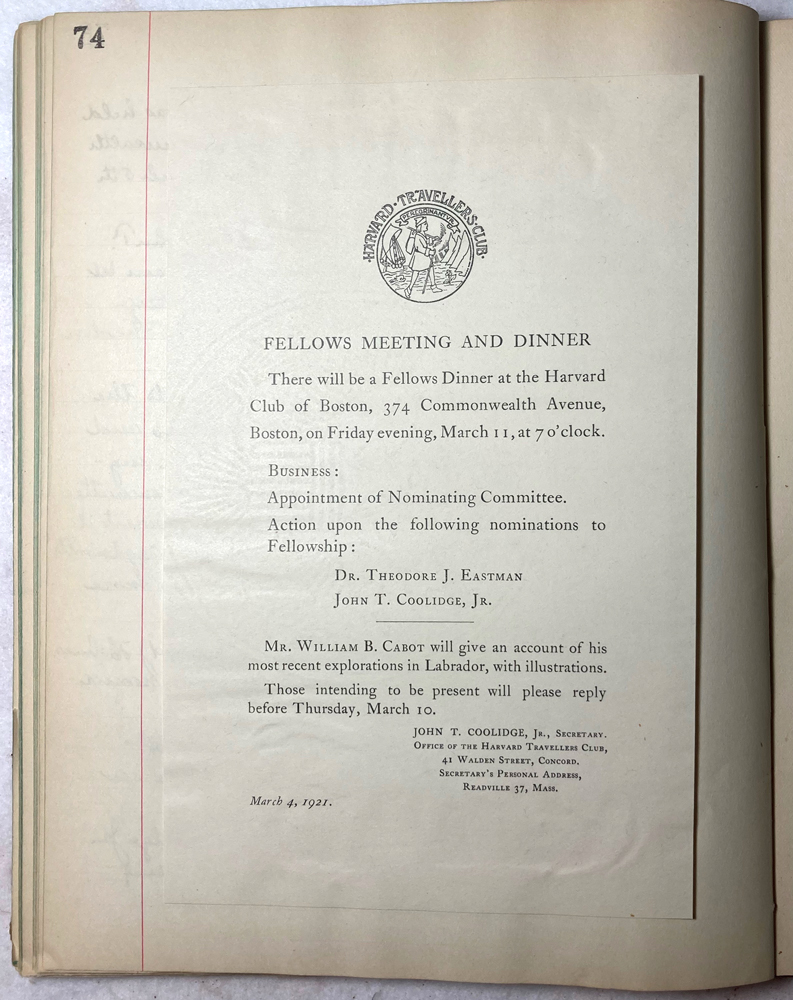 74
HARVARD·TRAVELLERS·CLUB
PEREGRINANTUR
FELLOWS MEETING AND DINNER
There will be a Fellows Dinner at the Harvard
Club of Boston, 374 Commonwealth Avenue,
Boston, on Friday evening, March 11, at 7 o'clock.
Business:
Appointment of Nominating Committee.
Action upon the following nominations to
Fellowship:
Dr. Theodore J. Eastman
John T. Coolidge, Jr.
Mr. William B. Cabot will give an account of his
most recent explorations in Labrador, with illustrations.
Those intending to be present will please reply
before Thursday, March 10.
JOHN T. COOLIDGE, Jr., Secretary.
Office of the Harvard Travellers Club,
41 Walden Street, Concord.
Secretary's Personal Address,
Readville 37, Mass.
March 4, 1921.